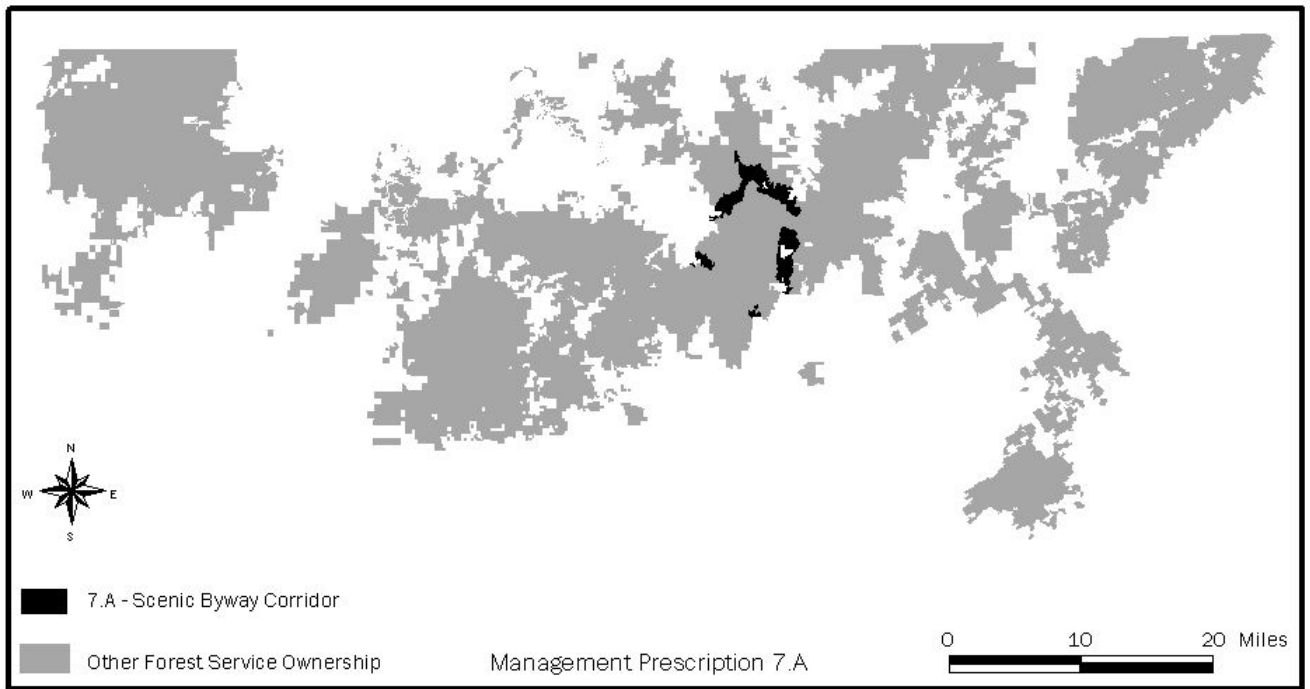 N
W E
S
7.A - Scenic Byway Corridor
Other Forest Service Ownership
Management Prescription 7.A
0 10 20 Miles